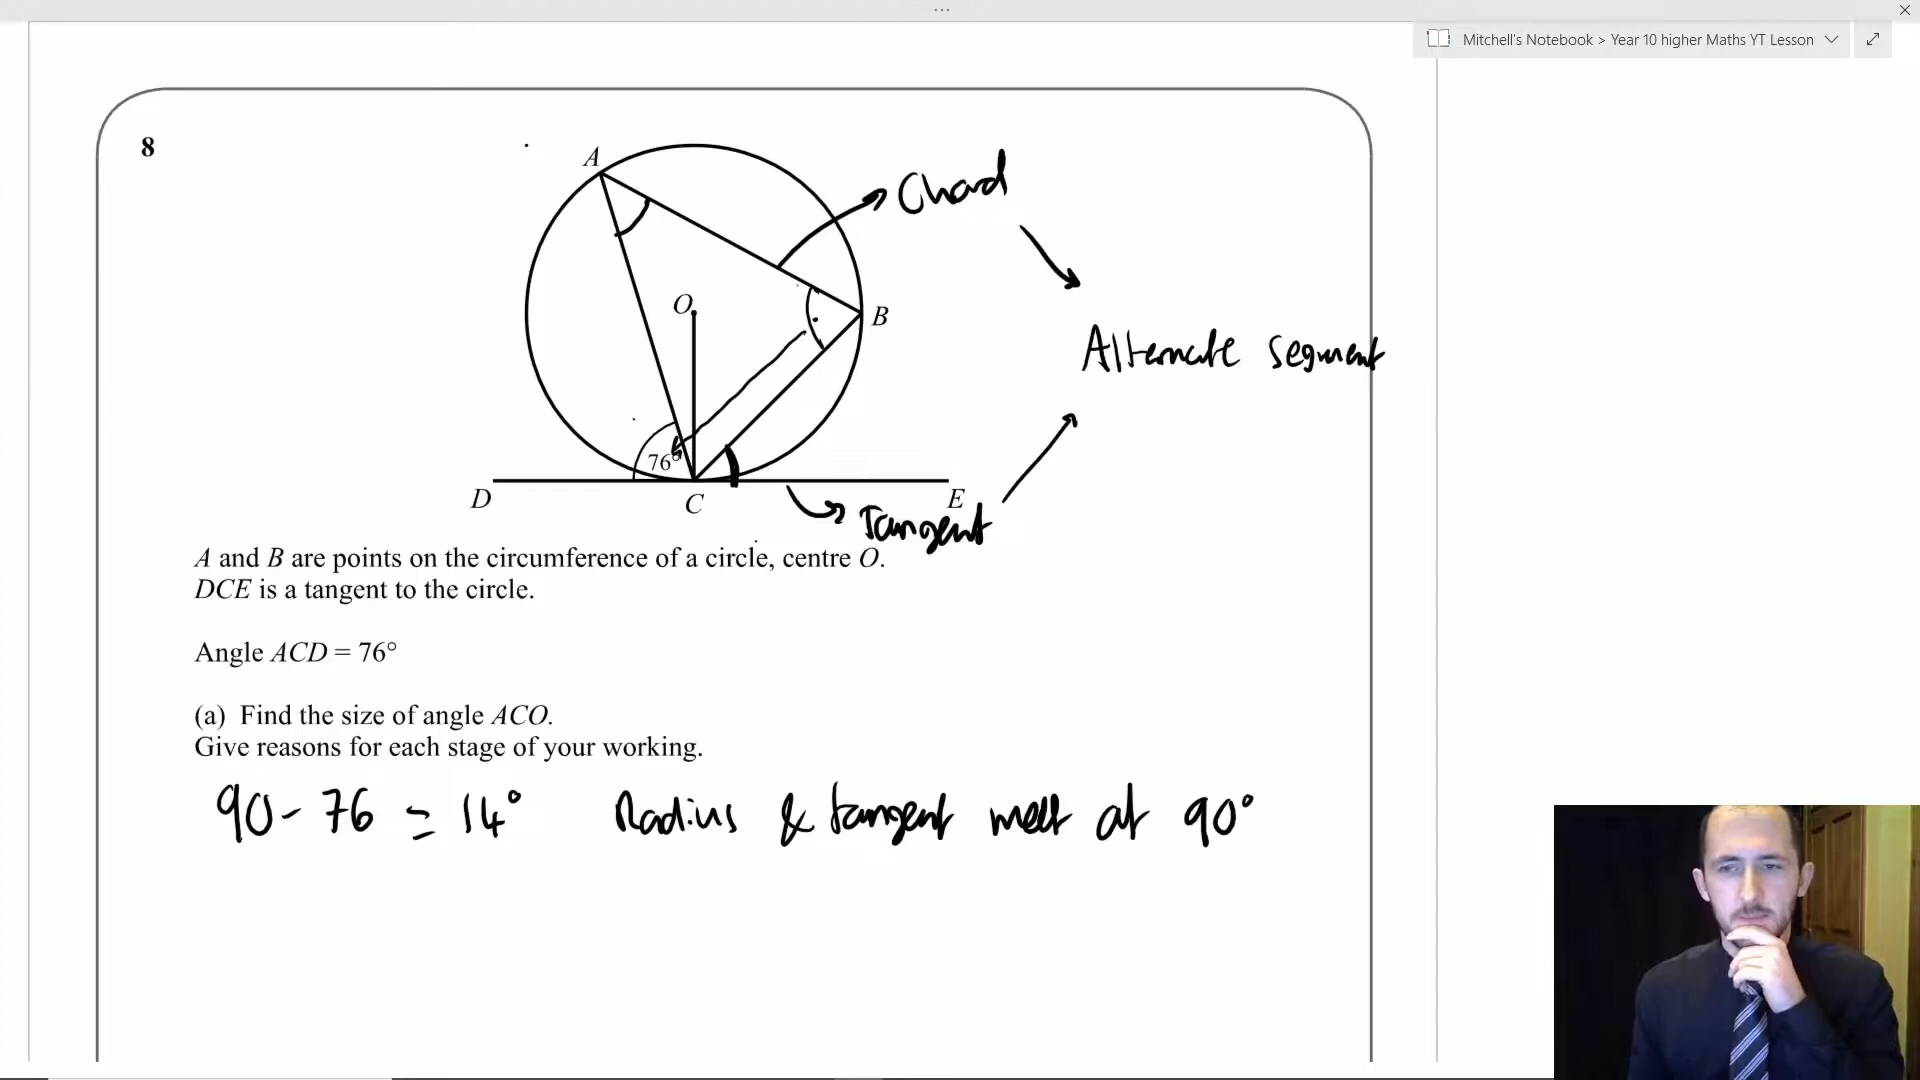 Mitchell's Notebook > Year 10 higher Maths YT Lesson
8
A
Chord
O
B
Alternate segment
76°
D
C
E
Tangent
A and B are points on the circumference of a circle, centre O.
DCE is a tangent to the circle.
Angle ACD = 76°
(a) Find the size of angle ACO.
Give reasons for each stage of your working.
90 - 76 = 14° Radius & tangent meet at 90°